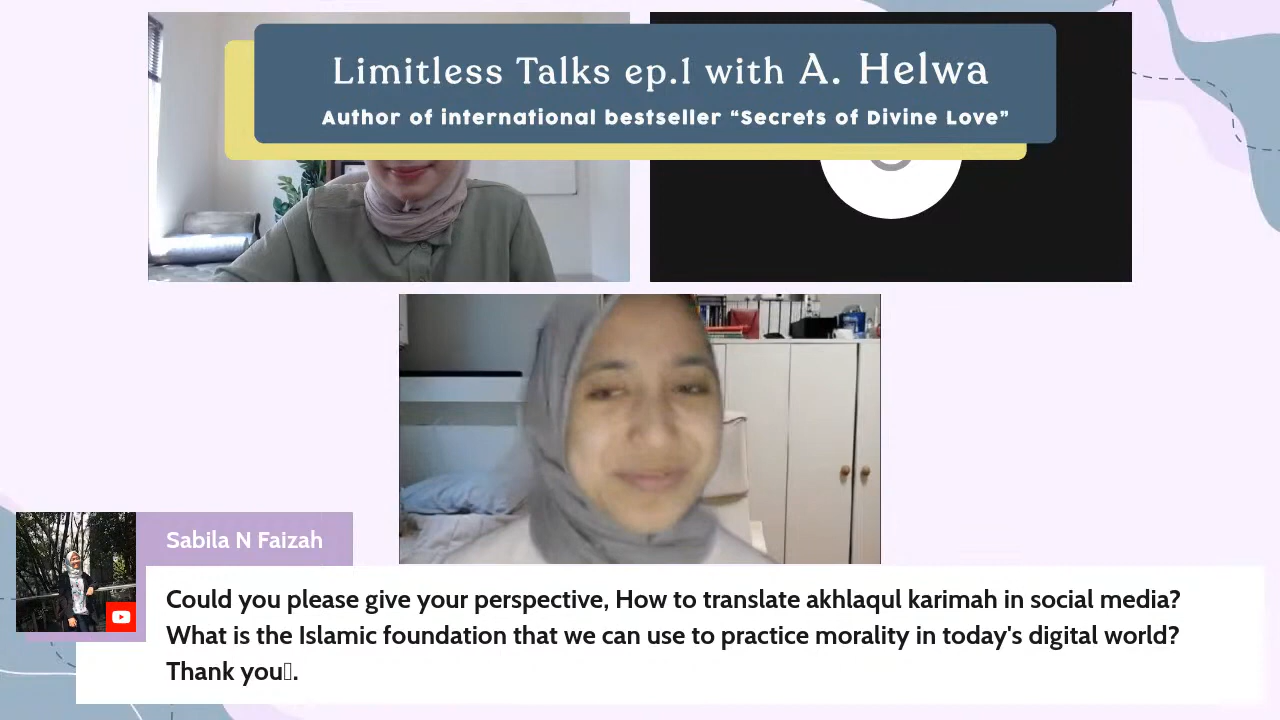 Limitless Talks ep.1 with A. Helwa
Author of international bestseller “Secrets of Divine Love”
Sabila N Faizah
Could you please give your perspective, How to translate akhlaqul karimah in social media?
What is the Islamic foundation that we can use to practice morality in today's digital world?
Thank you▯.